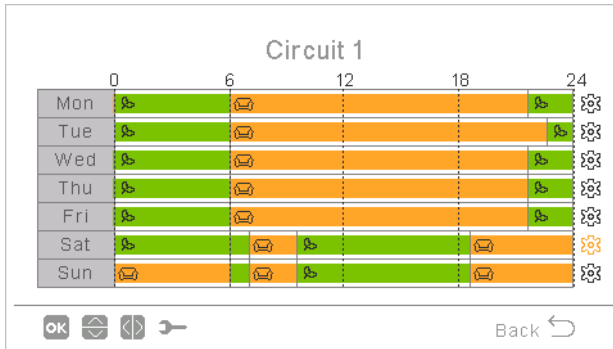 Circuit 1
0 6 12 18 24
Mon
Tue
Wed
Thu
Fri
Sat
Sun
OK Back